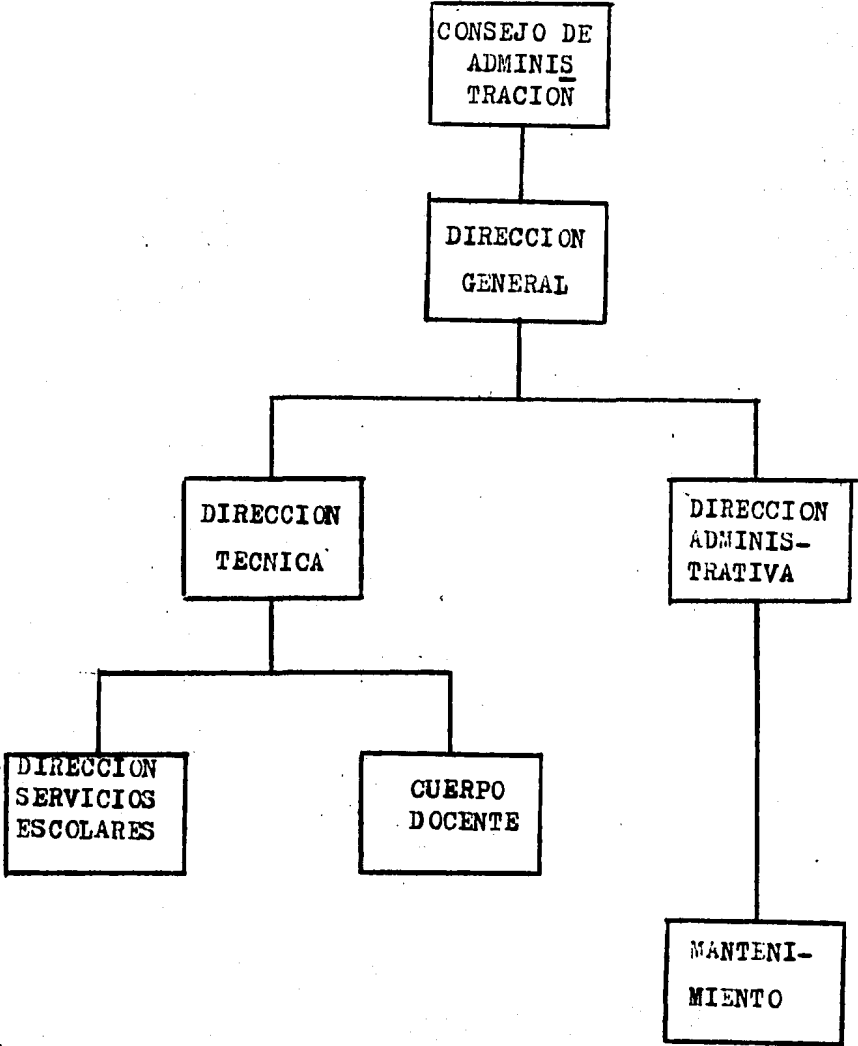 CONSEJO DE
ADMINIS
TRACION
DIRECCION
GENERAL
DIRECCION
TECNICA
DIRECCION
ADMINIS-
TRATIVA
DIRECCION
SERVICIOS
ESCOLARES
CUERPO
DOCENTE
MANTENI-
MIENTO